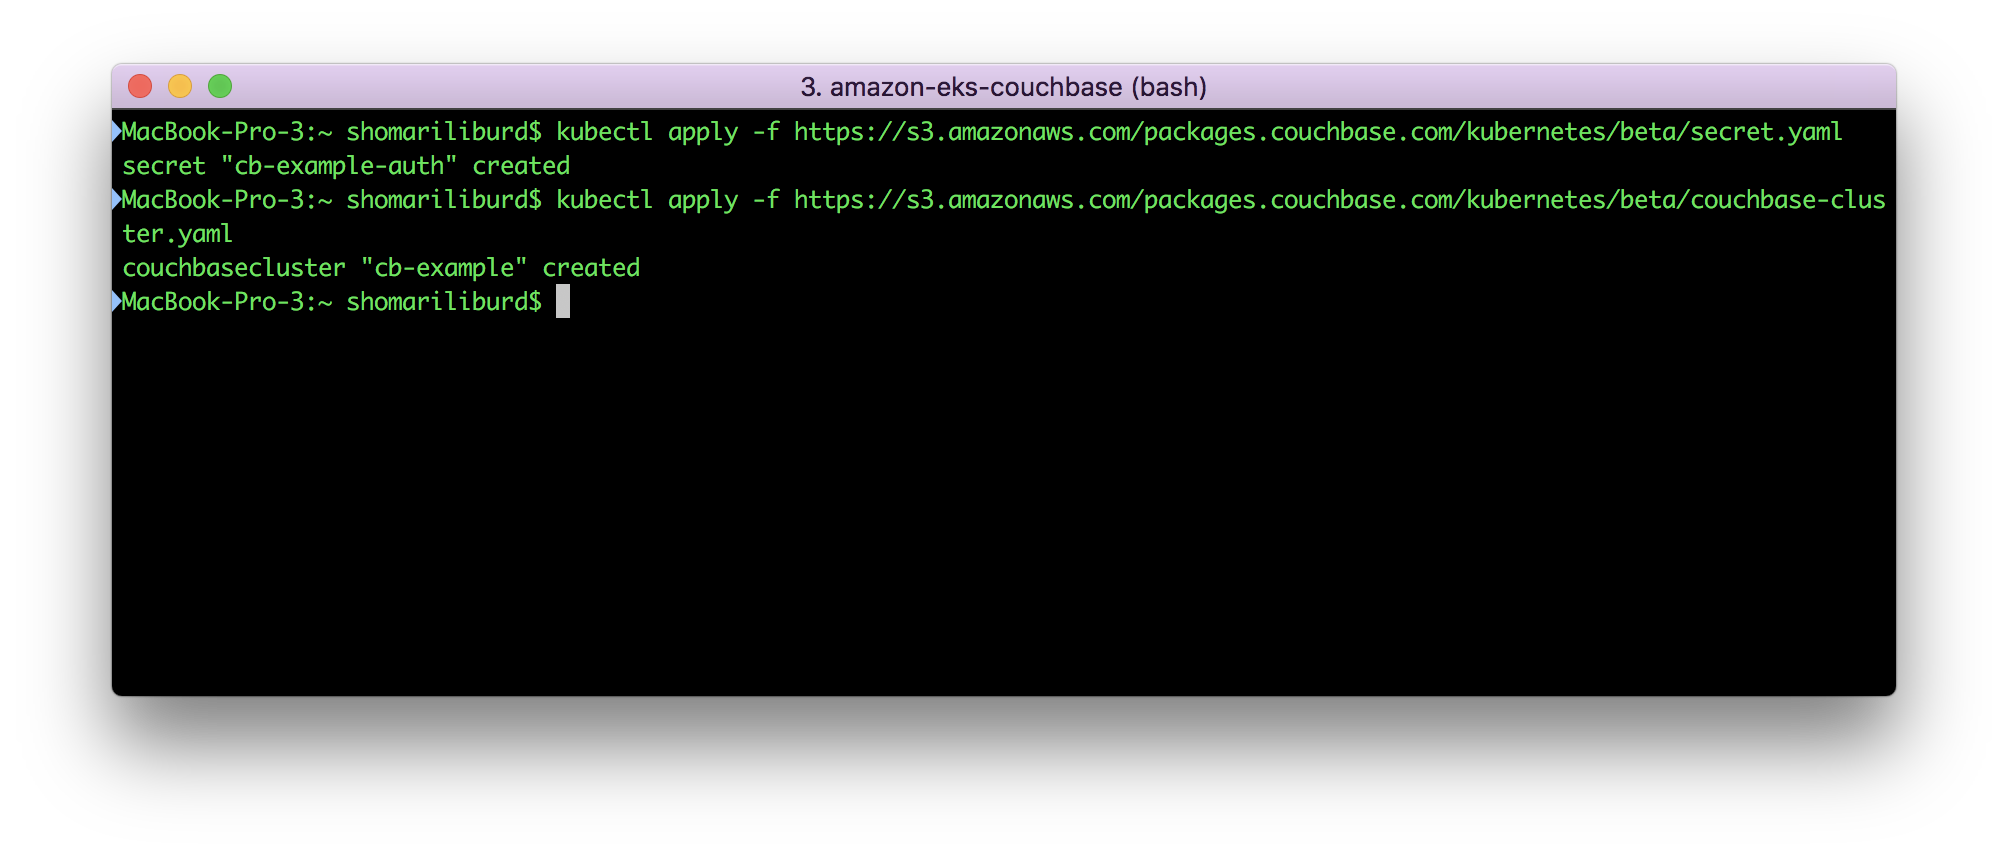 3. amazon-eks-couchbase (bash)
MacBook-Pro-3:~ shomariliburd$ kubectl apply -f https://s3.amazonaws.com/packages.couchbase.com/kubernetes/beta/secret.yaml
secret "cb-example-auth" created
MacBook-Pro-3:~ shomariliburd$ kubectl apply -f https://s3.amazonaws.com/packages.couchbase.com/kubernetes/beta/couchbase-clus
ter.yaml
couchbasecluster "cb-example" created
MacBook-Pro-3:~ shomariliburd$